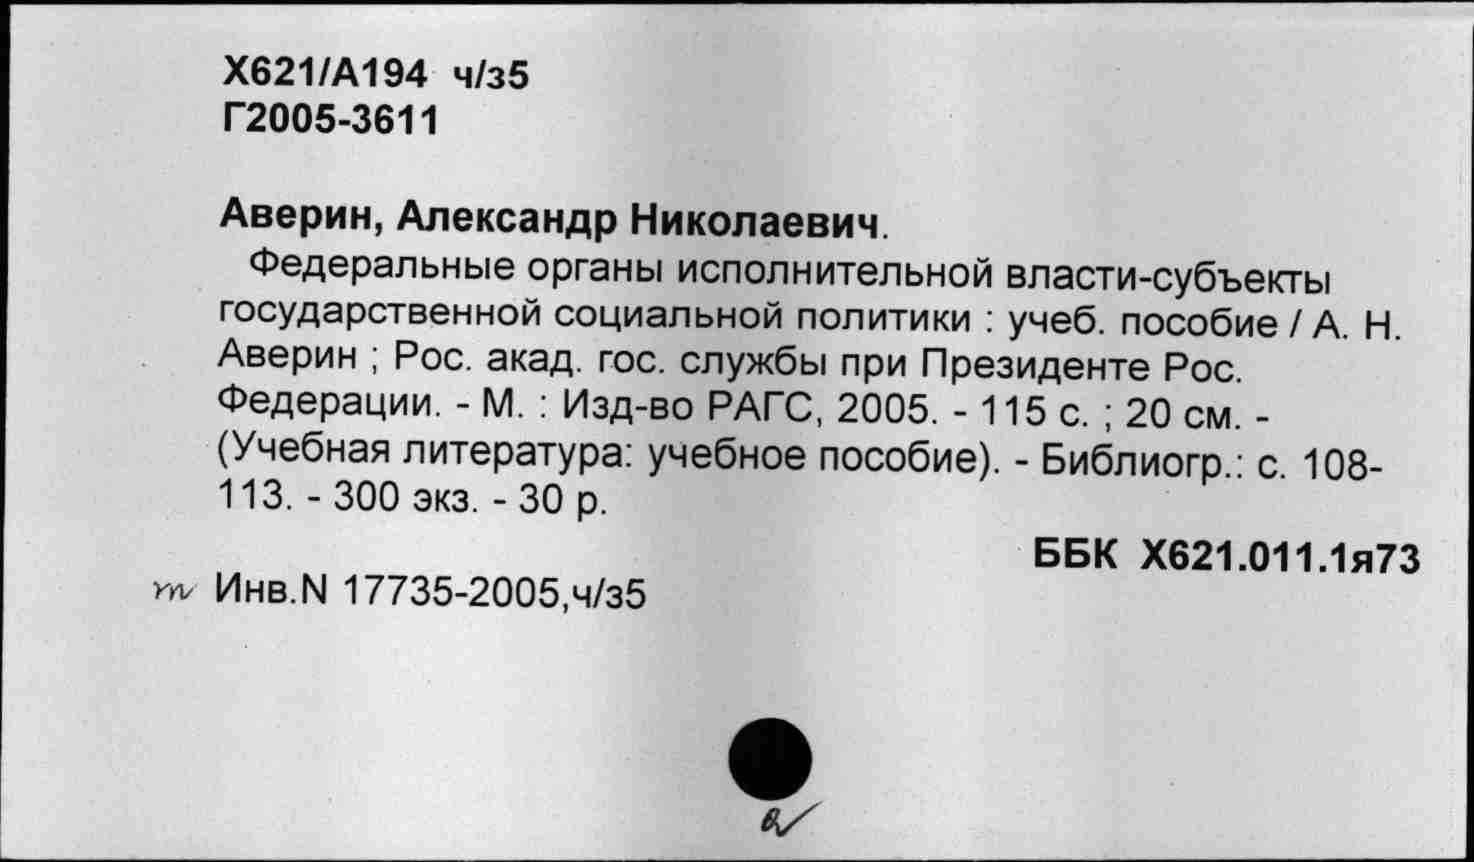 Х621/А194 ч/з5
Г2005-3611
Аверин, Александр Николаевич.
Федеральные органы исполнительной власти-субъекты
государственной социальной политики : учеб. пособие / А. Н.
Аверин ; Рос. акад. гос. службы при Президенте Рос.
Федерации. - М. : Изд-во РАГС, 2005. - 115 с. ; 20 см. -
(Учебная литература: учебное пособие). - Библиогр.: с. 108-
113. - 300 экз. - 30 р.
ББК Х621.011.1я73
Инв.N 17735-2005,ч/з5